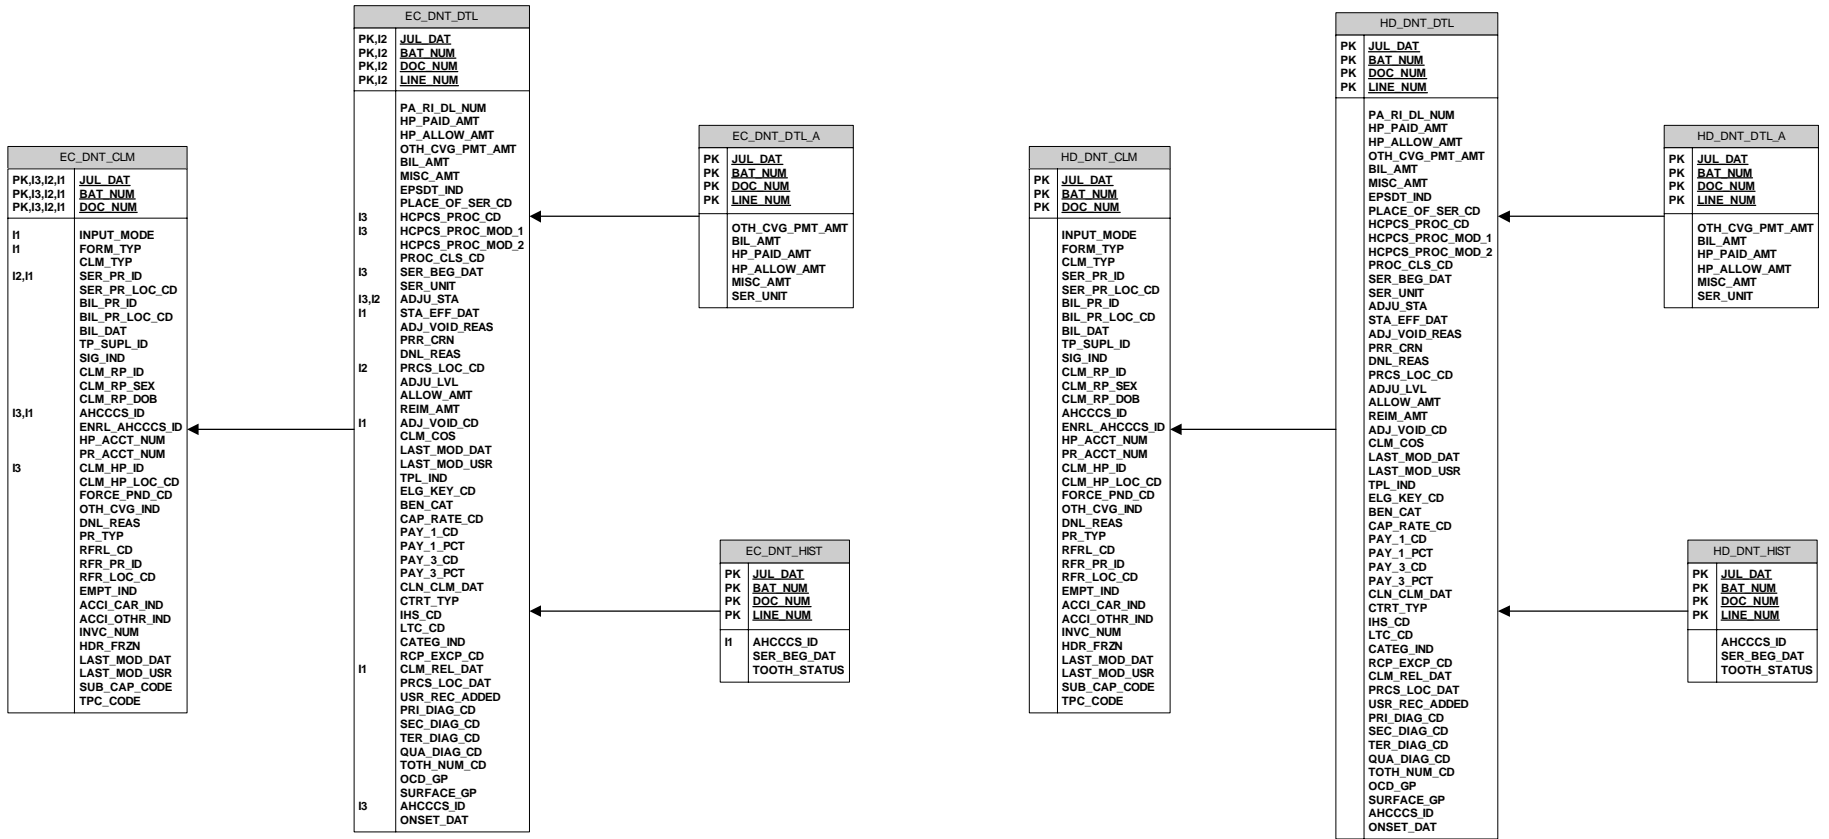 EC_DNT_CLM
PK,I3,I2,I1 JUL_DAT
PK,I3,I2,I1 BAT_NUM
PK,I3,I2,I1 DOC_NUM
I1 INPUT_MODE
I1 FORM_TYP
CLM_TYP
I2,I1 SER_PR_ID
SER_PR_LOC_CD
BIL_PR_ID
BIL_PR_LOC_CD
BIL_DAT
TP_SUPL_ID
SIG_IND
CLM_RP_ID
CLM_RP_SEX
CLM_RP_DOB
I3,I1 AHCCCS_ID
ENRL_AHCCCS_ID
HP_ACCT_NUM
PR_ACCT_NUM
I3 CLM_HP_ID
CLM_HP_LOC_CD
FORCE_PND_CD
OTH_CVG_IND
DNL_REAS
PR_TYP
RFRL_CD
RFR_PR_ID
RFR_LOC_CD
EMPT_IND
ACCI_CAR_IND
ACCI_OTHR_IND
INVC_NUM
HDR_FRZN
LAST_MOD_DAT
LAST_MOD_USR
SUB_CAP_CODE
TPC_CODE
EC_DNT_DTL
PK,I2 JUL_DAT
PK,I2 BAT_NUM
PK,I2 DOC_NUM
PK,I2 LINE_NUM
PA_RI_DL_NUM
HP_PAID_AMT
HP_ALLOW_AMT
OTH_CVG_PMT_AMT
BIL_AMT
MISC_AMT
EPSDT_IND
PLACE_OF_SER_CD
I3 HCPCS_PROC_CD
I3 HCPCS_PROC_MOD_1
HCPCS_PROC_MOD_2
PROC_CLS_CD
I3 SER_BEG_DAT
SER_UNIT
I3,I2 ADJU_STA
I1 STA_EFF_DAT
ADJ_VOID_REAS
PRR_CRN
DNL_REAS
I2 PRCS_LOC_CD
ADJU_LVL
ALLOW_AMT
REIM_AMT
I1 ADJ_VOID_CD
CLM_COS
LAST_MOD_DAT
LAST_MOD_USR
TPL_IND
ELG_KEY_CD
BEN_CAT
CAP_RATE_CD
PAY_1_CD
PAY_1_PCT
PAY_3_CD
PAY_3_PCT
CLN_CLM_DAT
CTRT_TYP
IHS_CD
LTC_CD
CATEG_IND
RCP_EXCP_CD
I1 CLM_REL_DAT
PRCS_LOC_DAT
USR_REC_ADDED
PRI_DIAG_CD
SEC_DIAG_CD
TER_DIAG_CD
QUA_DIAG_CD
TOTH_NUM_CD
OCD_GP
SURFACE_GP
I3 AHCCCS_ID
ONSET_DAT
EC_DNT_DTL_A
PK JUL_DAT
PK BAT_NUM
PK DOC_NUM
PK LINE_NUM
OTH_CVG_PMT_AMT
BIL_AMT
HP_PAID_AMT
HP_ALLOW_AMT
MISC_AMT
SER_UNIT
EC_DNT_HIST
PK JUL_DAT
PK BAT_NUM
PK DOC_NUM
PK LINE_NUM
I1 AHCCCS_ID
SER_BEG_DAT
TOOTH_STATUS
HD_DNT_CLM
PK JUL_DAT
PK BAT_NUM
PK DOC_NUM
INPUT_MODE
FORM_TYP
CLM_TYP
SER_PR_ID
SER_PR_LOC_CD
BIL_PR_ID
BIL_PR_LOC_CD
BIL_DAT
TP_SUPL_ID
SIG_IND
CLM_RP_ID
CLM_RP_SEX
CLM_RP_DOB
AHCCCS_ID
ENRL_AHCCCS_ID
HP_ACCT_NUM
PR_ACCT_NUM
CLM_HP_ID
CLM_HP_LOC_CD
FORCE_PND_CD
OTH_CVG_IND
DNL_REAS
PR_TYP
RFRL_CD
RFR_PR_ID
RFR_LOC_CD
EMPT_IND
ACCI_CAR_IND
ACCI_OTHR_IND
INVC_NUM
HDR_FRZN
LAST_MOD_DAT
LAST_MOD_USR
SUB_CAP_CODE
TPC_CODE
HD_DNT_DTL
PK JUL_DAT
PK BAT_NUM
PK DOC_NUM
PK LINE_NUM
PA_RI_DL_NUM
HP_PAID_AMT
HP_ALLOW_AMT
OTH_CVG_PMT_AMT
BIL_AMT
MISC_AMT
EPSDT_IND
PLACE_OF_SER_CD
HCPCS_PROC_CD
HCPCS_PROC_MOD_1
HCPCS_PROC_MOD_2
PROC_CLS_CD
SER_BEG_DAT
SER_UNIT
ADJU_STA
STA_EFF_DAT
ADJ_VOID_REAS
PRR_CRN
DNL_REAS
PRCS_LOC_CD
ADJU_LVL
ALLOW_AMT
REIM_AMT
ADJ_VOID_CD
CLM_COS
LAST_MOD_DAT
LAST_MOD_USR
TPL_IND
ELG_KEY_CD
BEN_CAT
CAP_RATE_CD
PAY_1_CD
PAY_1_PCT
PAY_3_CD
PAY_3_PCT
CLN_CLM_DAT
CTRT_TYP
IHS_CD
LTC_CD
CATEG_IND
RCP_EXCP_CD
CLM_REL_DAT
PRCS_LOC_DAT
USR_REC_ADDED
PRI_DIAG_CD
SEC_DIAG_CD
TER_DIAG_CD
QUA_DIAG_CD
TOTH_NUM_CD
OCD_GP
SURFACE_GP
AHCCCS_ID
ONSET_DAT
HD_DNT_DTL_A
PK JUL_DAT
PK BAT_NUM
PK DOC_NUM
PK LINE_NUM
OTH_CVG_PMT_AMT
BIL_AMT
HP_PAID_AMT
HP_ALLOW_AMT
MISC_AMT
SER_UNIT
HD_DNT_HIST
PK JUL_DAT
PK BAT_NUM
PK DOC_NUM
PK LINE_NUM
AHCCCS_ID
SER_BEG_DAT
TOOTH_STATUS